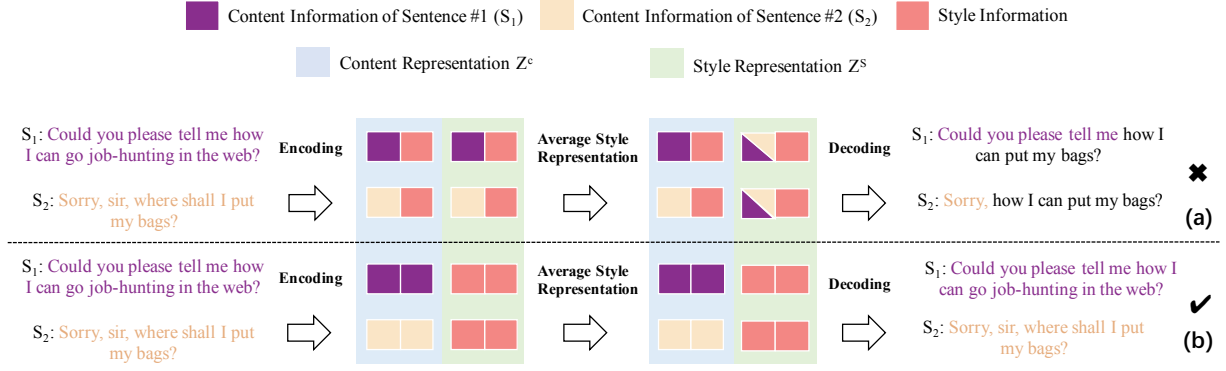 Content Information of Sentence #1 (S₁)
Content Information of Sentence #2 (S₂)
Style Information
Content Representation Zᶜ
Style Representation Zˢ
S₁: Could you please tell me how
I can go job-hunting in the web?
Encoding
Average Style
Representation
Decoding
S₁: Could you please tell me how I
can put my bags?
✖
S₂: Sorry, sir, where shall I put
my bags?
S₂: Sorry, how I can put my bags?
(a)
S₁: Could you please tell me how
I can go job-hunting in the web?
Encoding
Average Style
Representation
Decoding
S₁: Could you please tell me how I
can go job-hunting in the web?
✔
S₂: Sorry, sir, where shall I put
my bags?
S₂: Sorry, sir, where shall I put
my bags?
(b)